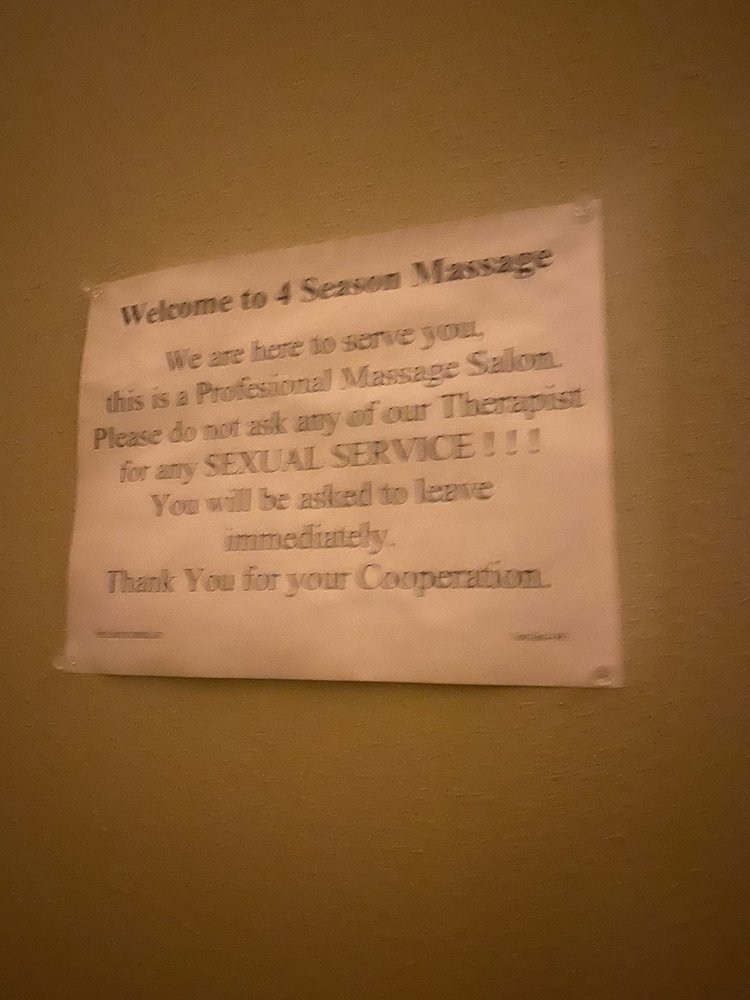 Welcome to 4 Season Massage
We are here to serve you,
this is a Profesional Massage Salon.
Please do not ask any of our Therapist
for any SEXUAL SERVICE ! ! !
You will be asked to leave
immediately.
Thank You for your Cooperation.